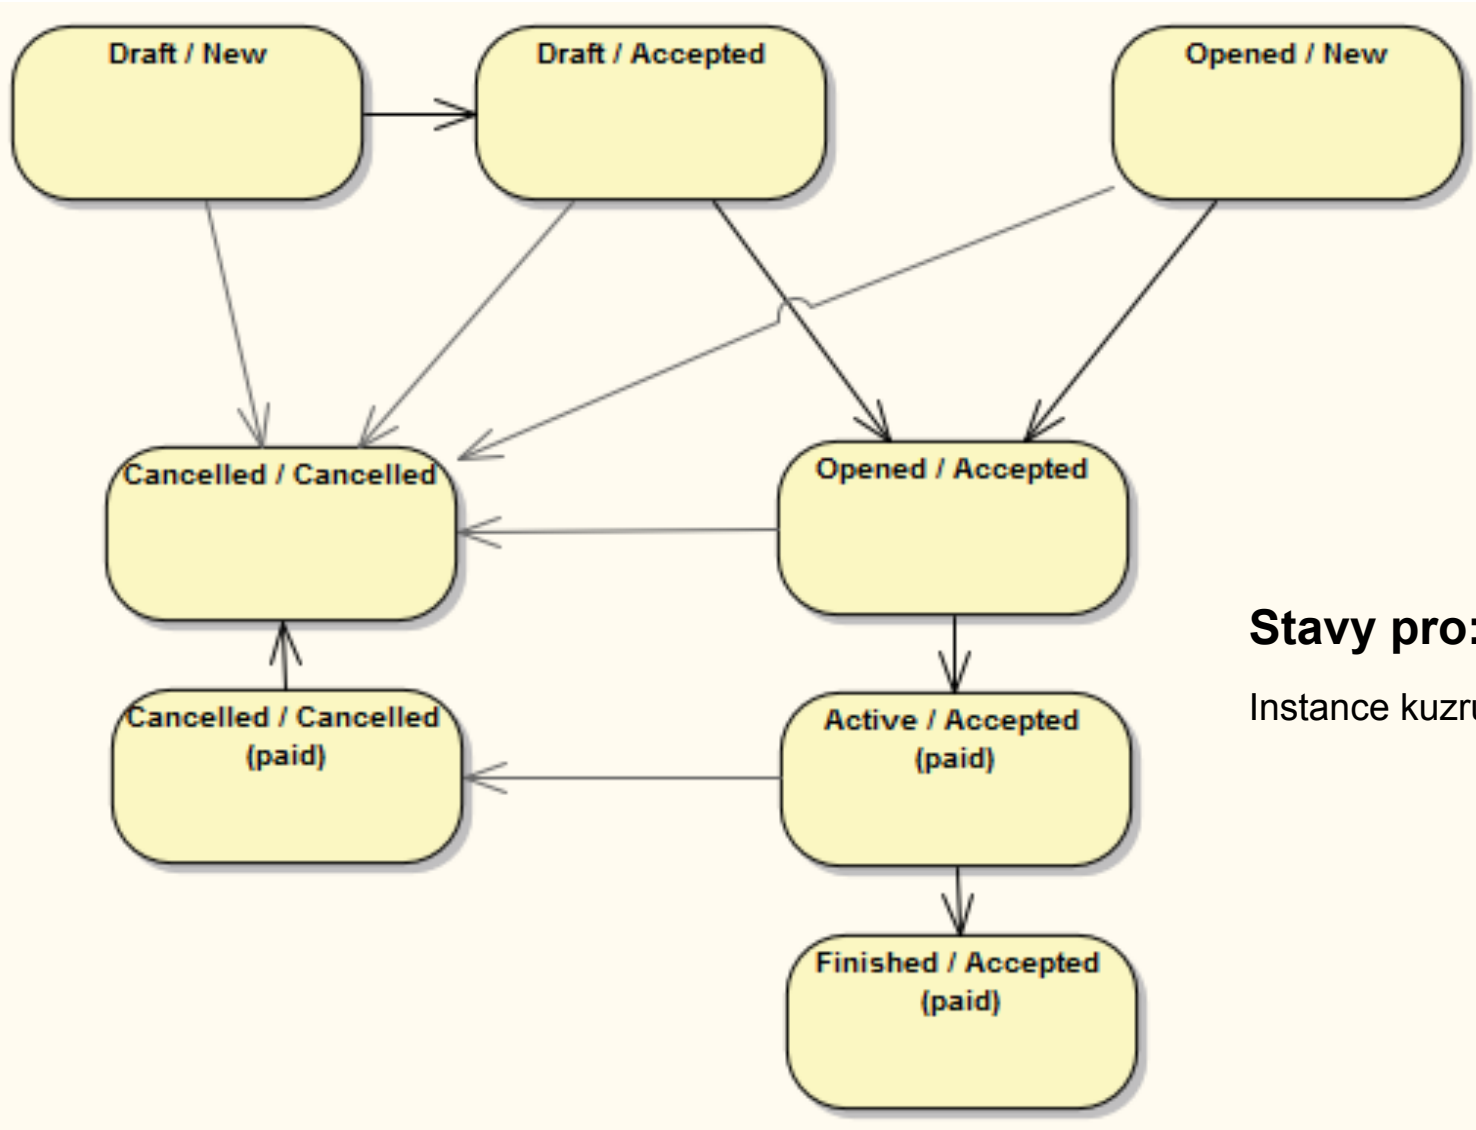 Draft / New
Draft / Accepted
Opened / New
Cancelled / Cancelled
Opened / Accepted
Stavy pro:
Cancelled / Cancelled
(paid)
Active / Accepted
(paid)
Instance
Finished / Accepted
(paid)